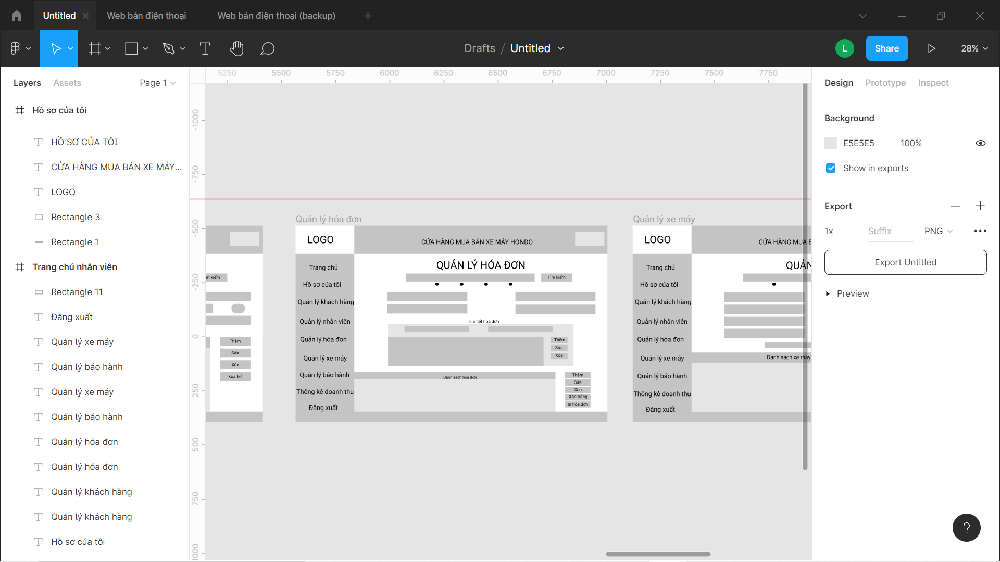 Untitled
Web bán điện thoại
Web bán điện thoại (backup)
Drafts / Untitled
L
Share
28%
Layers
Assets
Page 1
Hồ sơ của tôi
HỒ SƠ CỦA TÔI
CỬA HÀNG MUA BÁN XE MÁY...
LOGO
Rectangle 3
Rectangle 1
Trang chủ nhân viên
Rectangle 11
Đăng xuất
Quản lý xe máy
Quản lý bảo hành
Quản lý xe máy
Quản lý bảo hành
Quản lý hóa đơn
Quản lý hóa đơn
Quản lý khách hàng
Quản lý khách hàng
Hồ sơ của tôi
5250 5500 5750 6000 6250 6500 6750 7000 7250 7500 7750
-1000
-750
-500
-250
0
250
500
750
1000
m kiếm
Thêm
Sửa
Xóa
Xóa hết
Quản lý hóa đơn
LOGO
CỬA HÀNG MUA BÁN XE MÁY HONDO
QUẢN LÝ HÓA ĐƠN
Tìm kiếm
Trang chủ
Hồ sơ của tôi
Quản lý khách hàng
Quản lý nhân viên
Quản lý hóa đơn
Quản lý xe máy
Quản lý bảo hành
Thống kê doanh thu
Đăng xuất
chi tiết hóa đơn
Thêm
Sửa
Xóa
Danh sách hóa đơn
Thêm
Sửa
Xóa
Xóa trắng
In hóa đơn
Quản lý xe máy
LOGO
CỬA HÀNG MUA B
QUẢN
Trang chủ
Hồ sơ của tôi
Quản lý khách hàng
Quản lý nhân viên
Quản lý hóa đơn
Quản lý xe máy
Quản lý bảo hành
Thống kê doanh thu
Đăng xuất
Danh sách xe máy
Design
Prototype
Inspect
Background
E5E5E5
100%
Show in exports
Export
1x
Suffix
PNG
Export Untitled
Preview
?